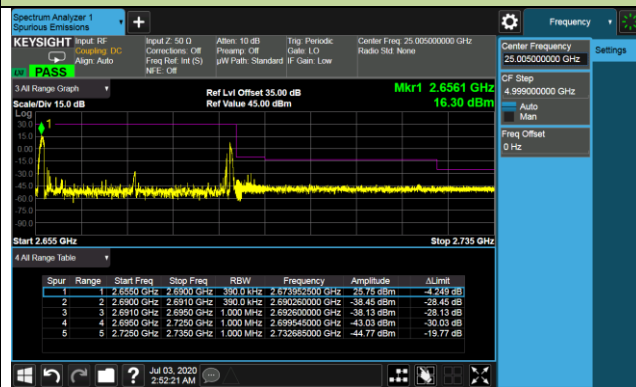 Spectrum Analyzer 1
Spurious Emissions
Frequency
KEYSIGHT
Input: RF
Coupling: DC
Align: Auto
Input Z: 50 Ω
Corrections: Off
Freq Ref: Int (S)
NFE: Off
Atten: 10 dB
Preamp: Off
µW Path: Standard
Trig: Periodic
Gate: LO
IF Gain: Low
Center Freq: 25.005000000 GHz
Radio Std: None
PASS
Center Frequency
25.005000000 GHz
Settings
CF Step
4.999000000 GHz
Auto
Man
Freq Offset
0 Hz
3 All Range Graph
Scale/Div 15.0 dB
Ref Lvl Offset 35.00 dB
Ref Value 45.00 dBm
Mkr1 2.6561 GHz
16.30 dBm
Log
30.0
15.0
0.00
-15.0
-30.0
-45.0
-60.0
-75.0
-90.0
1
Start 2.655 GHz
Stop 2.735 GHz
4 All Range Table
Spur Range Start Freq Stop Freq RBW Frequency Amplitude ΔLimit
1 1 2.6550 GHz 2.6900 GHz 390.0 kHz 2.673952500 GHz 25.75 dBm -4.249 dB
2 2 2.6900 GHz 2.6910 GHz 390.0 kHz 2.690260000 GHz -38.45 dBm -28.45 dB
3 3 2.6910 GHz 2.6950 GHz 1.000 MHz 2.692600000 GHz -38.13 dBm -28.13 dB
4 4 2.6950 GHz 2.7250 GHz 1.000 MHz 2.699545000 GHz -43.03 dBm -30.03 dB
5 5 2.7250 GHz 2.7350 GHz 1.000 MHz 2.732685000 GHz -44.77 dBm -19.77 dB
Jul 03, 2020
2:52:21 AM